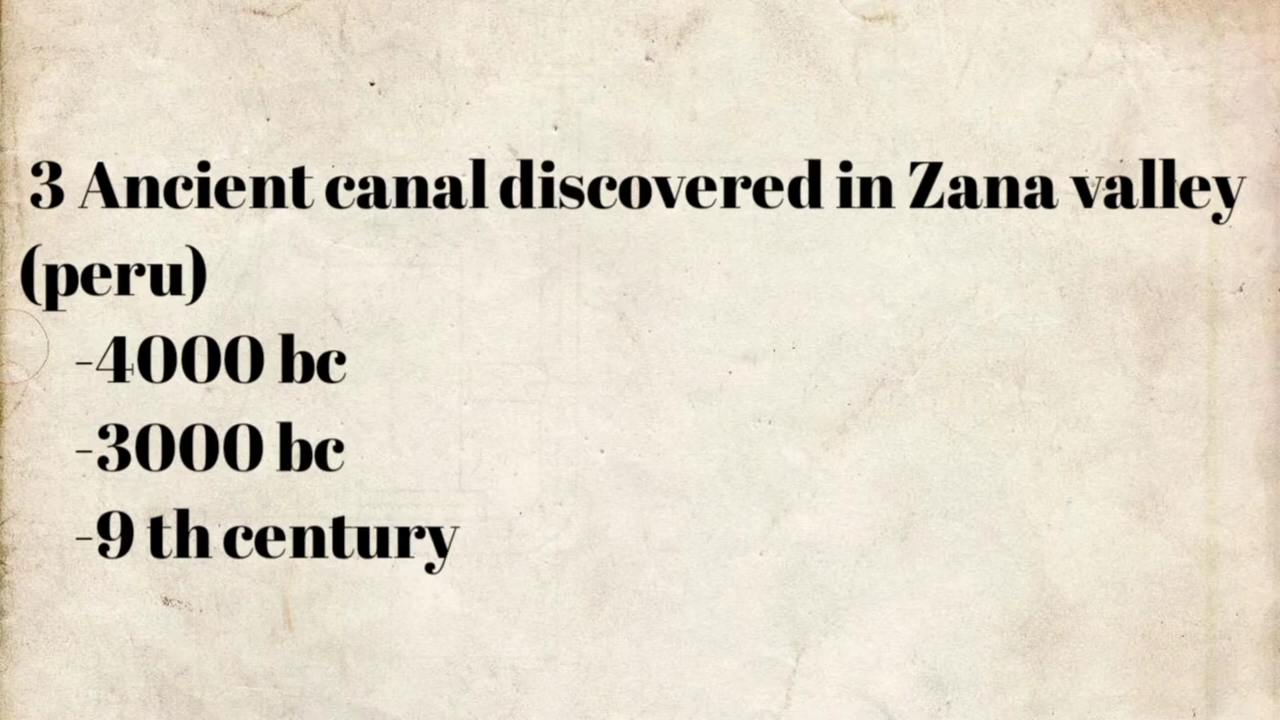 3 Ancient canal discovered in Zana valley
(peru)
-4000 bc
-3000 bc
-9 th century